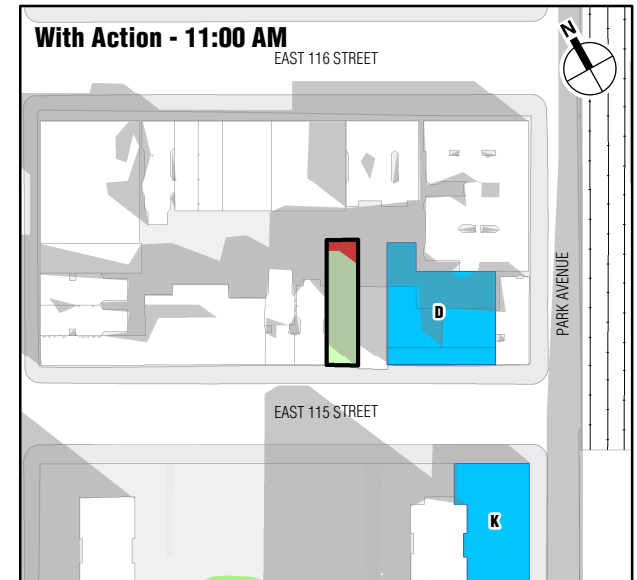 With Action - 11:00 AM
N
EAST 116 STREET
PARK AVENUE
D
EAST 115 STREET
K